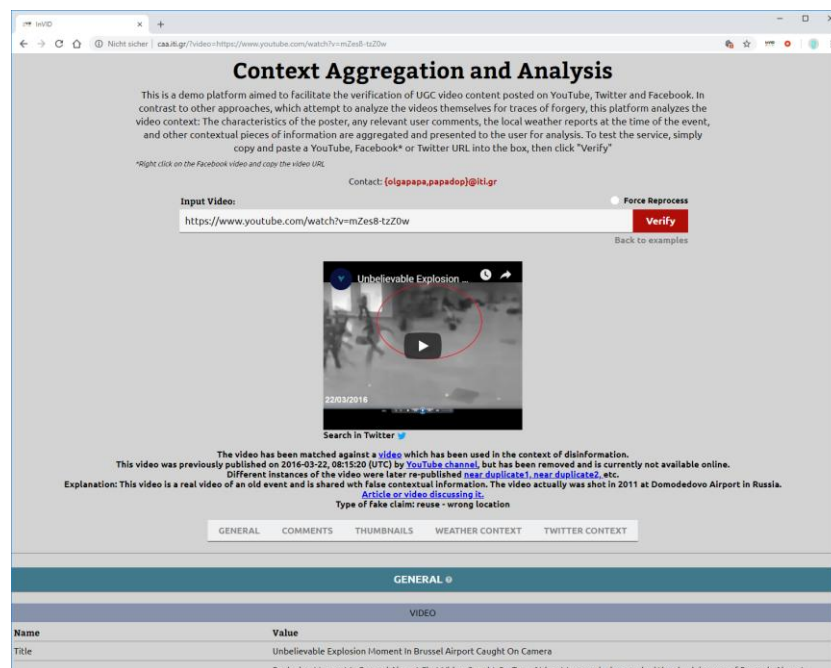 InVID
Nicht sicher | caa.iti.gr/?video=https://www.youtube.com/watch?v=mZes8-tzZ0w
Context Aggregation and Analysis
This is a demo platform aimed to facilitate the verification of UGC video content posted on YouTube, Twitter and Facebook. In
contrast to other approaches, which attempt to analyze the videos themselves for traces of forgery, this platform analyzes the
video context: The characteristics of the poster, any relevant user comments, the local weather reports at the time of the event,
and other contextual pieces of information are aggregated and presented to the user for analysis. To test the service, simply
copy and paste a YouTube, Facebook* or Twitter URL into the box, then click "Verify"
*Right click on the Facebook video and copy the video URL
Contact: {olgapapa,papadop}@iti.gr
Input Video:
Force Reprocess
https://www.youtube.com/watch?v=mZes8-tzZ0w
Verify
Back to examples
Unbelievable Explosion ...
22/03/2016
Search in Twitter
The video has been matched against a video which has been used in the context of disinformation.
This video was previously published on 2016-03-22, 08:15:20 (UTC) by YouTube channel, but has been removed and is currently not available online.
Different instances of the video were later re-published near duplicate1, near duplicate2, etc.
Explanation: This video is a real video of an old event and is shared wth false contextual information. The video actually was shot in 2011 at Domodedovo Airport in Russia.
Article or video discussing it.
Type of fake claim: reuse - wrong location
GENERAL COMMENTS THUMBNAILS WEATHER CONTEXT TWITTER CONTEXT
GENERAL
VIDEO
Name Value
Title Unbelievable Explosion Moment In Brussel Airport Caught On Camera